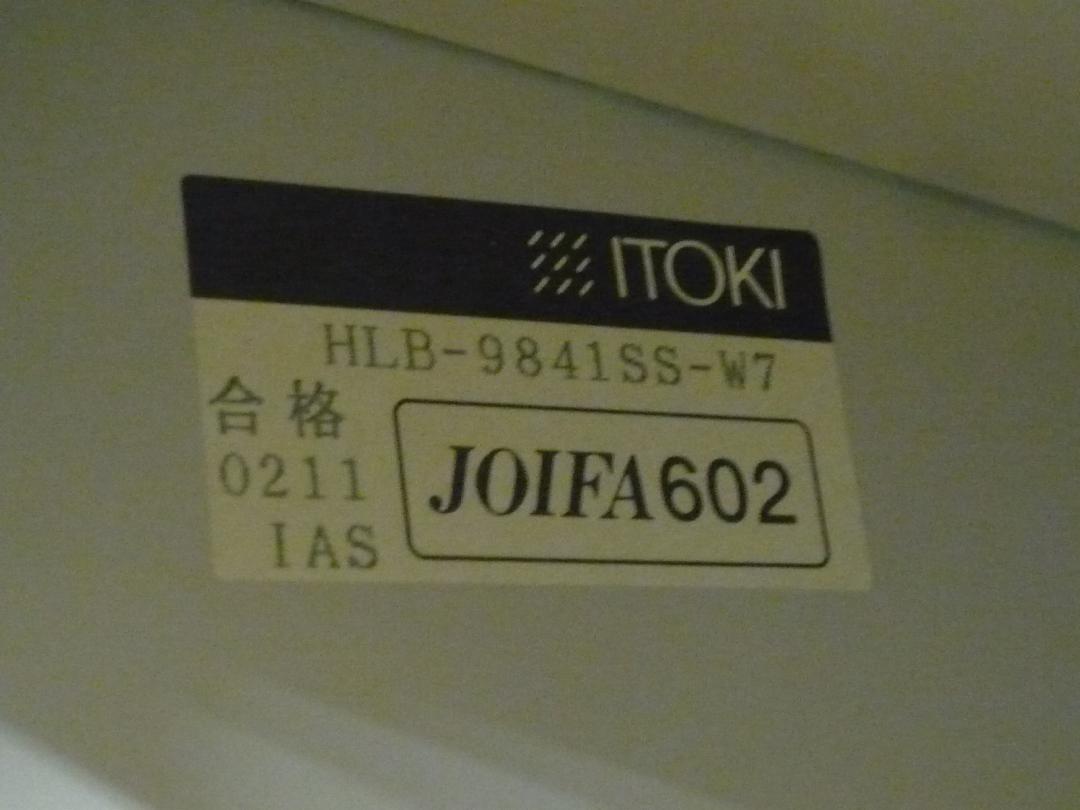 ITOKI
HLB-9841SS-W7
合格
0211
IAS
JOIFA602